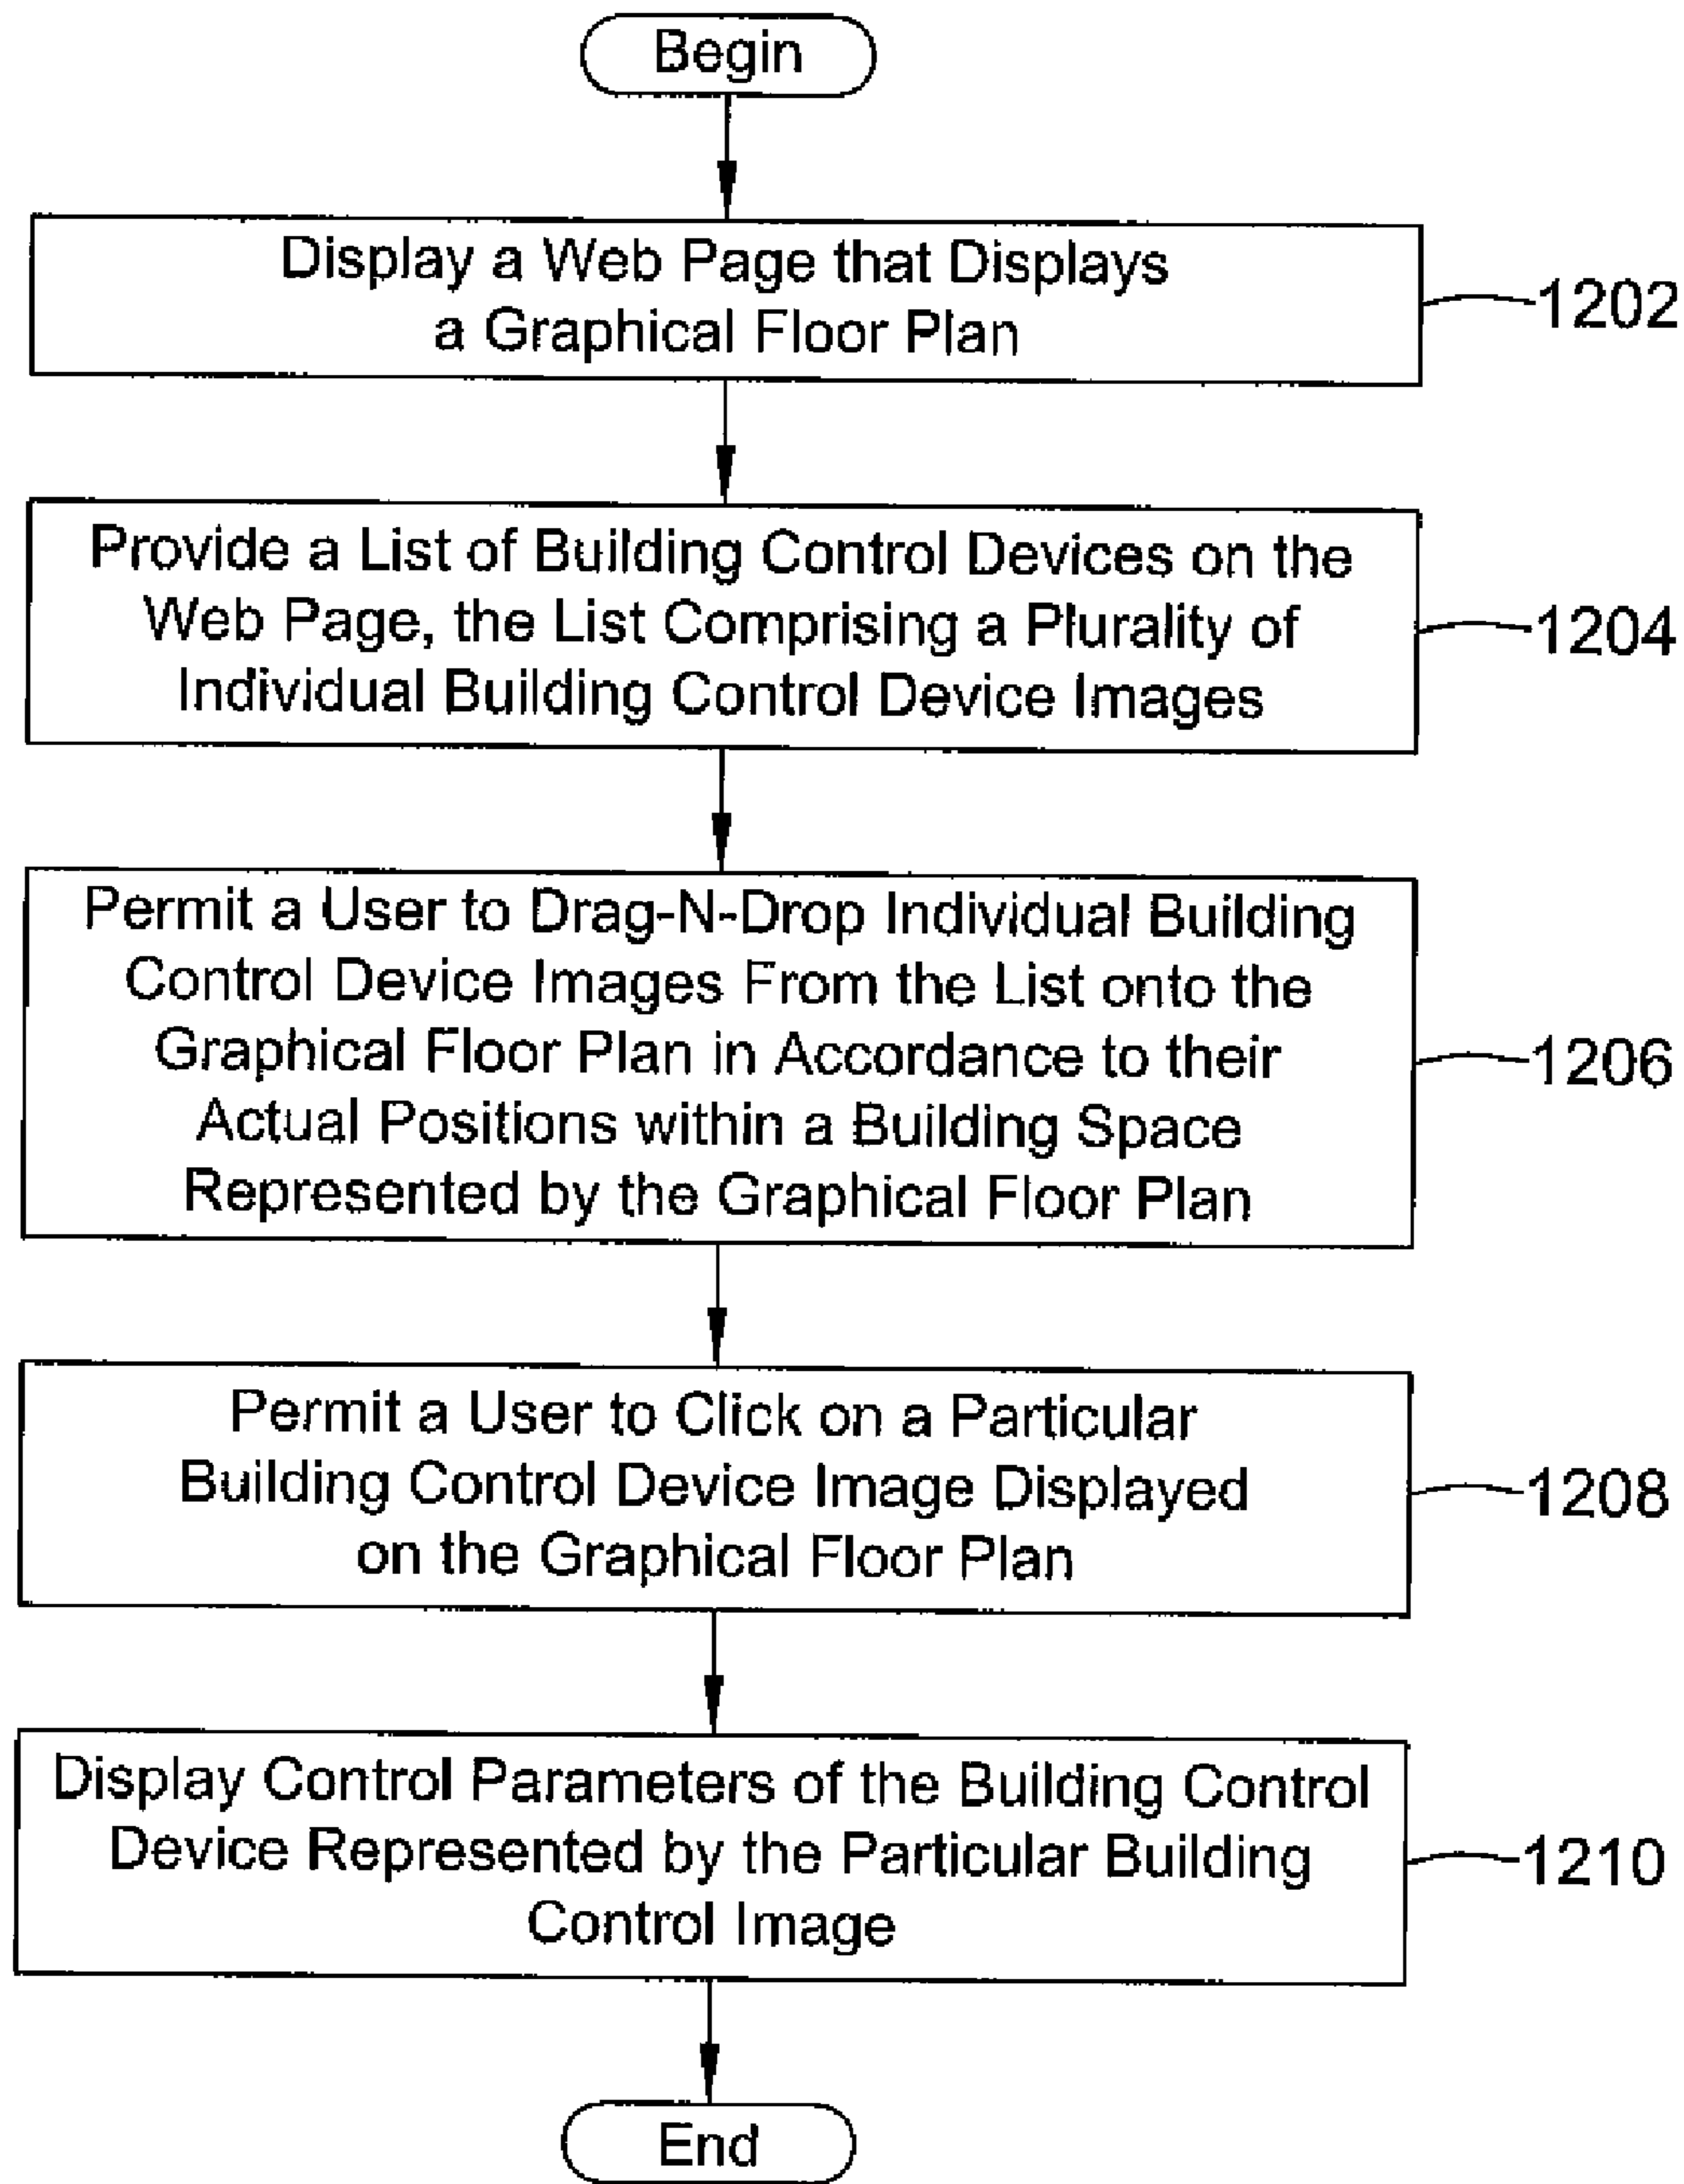 Begin
Display a Web Page that Displays
a Graphical Floor Plan
1202
Provide a List of Building Control Devices on the
Web Page, the List Comprising a Plurality of
Individual Building Control Device Images
1204
Permit a User to Drag-N-Drop Individual Building
Control Device Images From the List onto the
Graphical Floor Plan in Accordance to their
Actual Positions within a Building Space
Represented by the Graphical Floor Plan
1206
Permit a User to Click on a Particular
Building Control Device Image Displayed
on the Graphical Floor Plan
1208
Display Control Parameters of the Building Control
Device Represented by the Particular Building
Control Image
1210
End